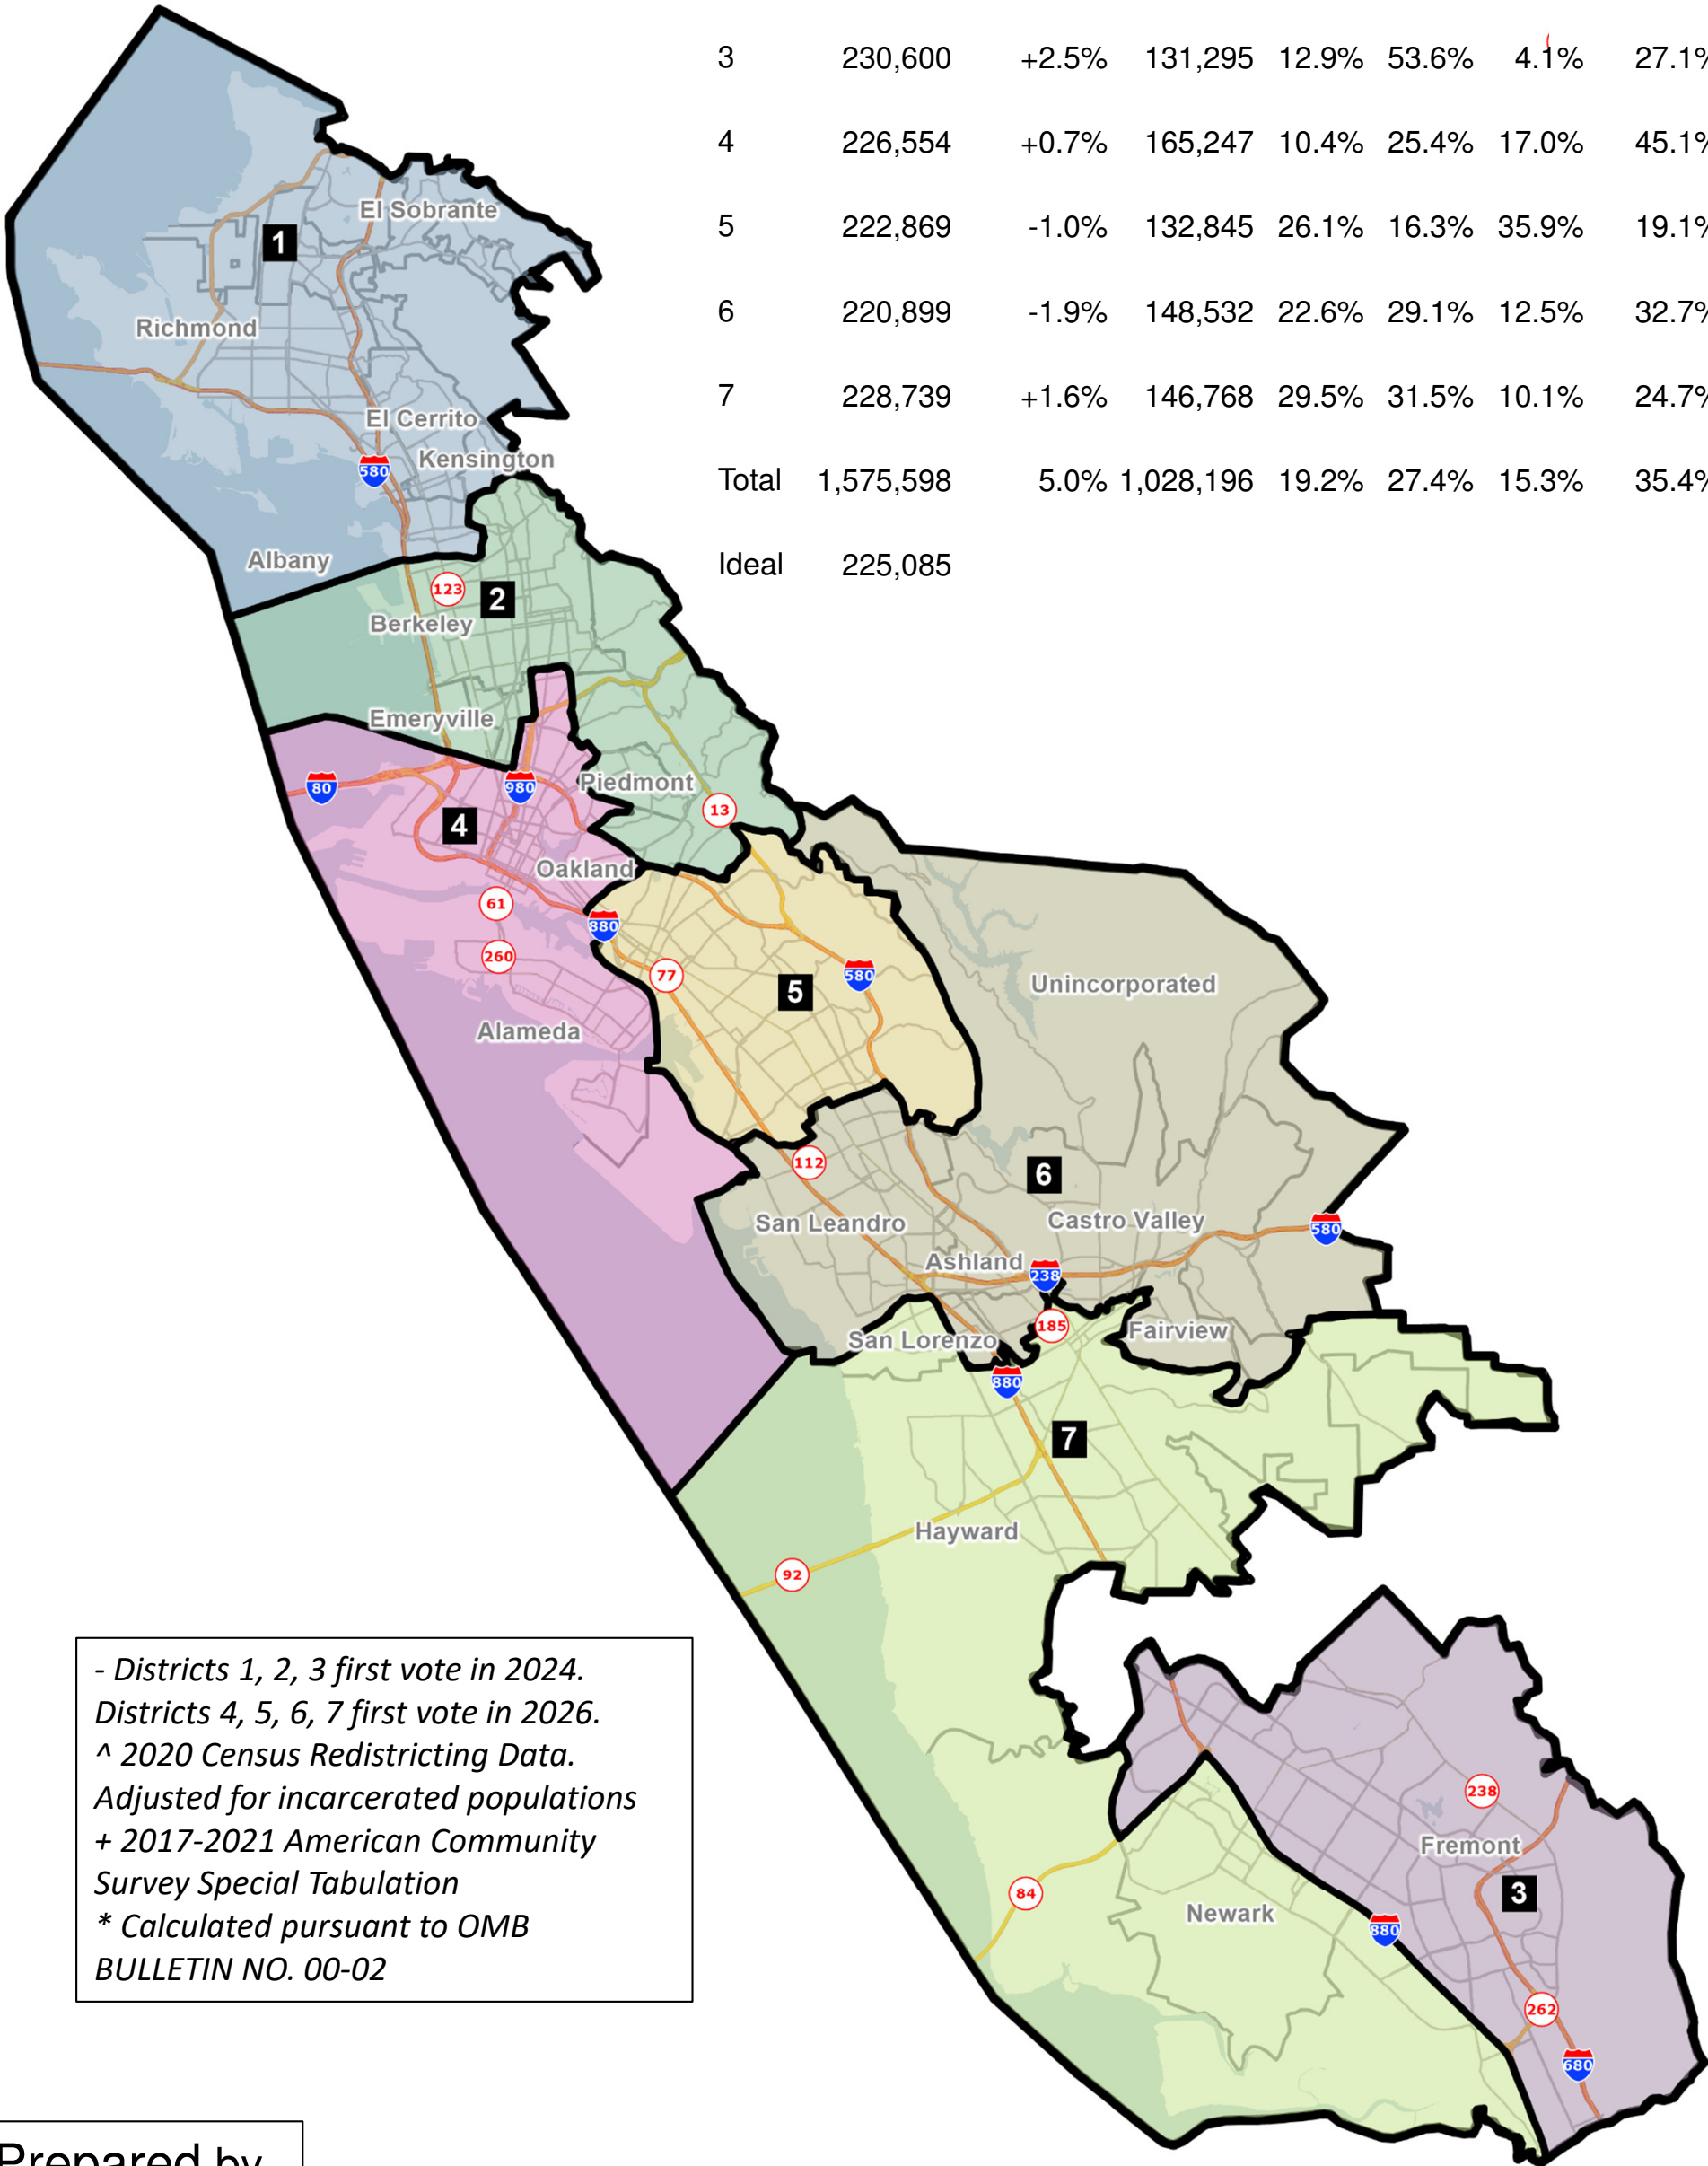 3 230,600 +2.5% 131,295 12.9% 53.6% 4.1% 27.1%
4 226,554 +0.7% 165,247 10.4% 25.4% 17.0% 45.1%
5 222,869 -1.0% 132,845 26.1% 16.3% 35.9% 19.1%
6 220,899 -1.9% 148,532 22.6% 29.1% 12.5% 32.7%
7 228,739 +1.6% 146,768 29.5% 31.5% 10.1% 24.7%
Total 1,575,598 5.0% 1,028,196 19.2% 27.4% 15.3% 35.4%
Ideal 225,085
El Sobrante
1
Richmond
El Cerrito
Kensington
580
Albany
123
2
Berkeley
Emeryville
80
980
Piedmont
13
4
Oakland
61
880
260
77
580
5
Unincorporated
Alameda
112
6
San Leandro
Castro Valley
580
Ashland
238
185
Fairview
San Lorenzo
880
7
Hayward
92
238
Fremont
3
84
Newark
880
262
680
- Districts 1, 2, 3 first vote in 2024.
Districts 4, 5, 6, 7 first vote in 2026.
^ 2020 Census Redistricting Data.
Adjusted for incarcerated populations
+ 2017-2021 American Community
Survey Special Tabulation
* Calculated pursuant to OMB
BULLETIN NO. 00-02
Prepared by